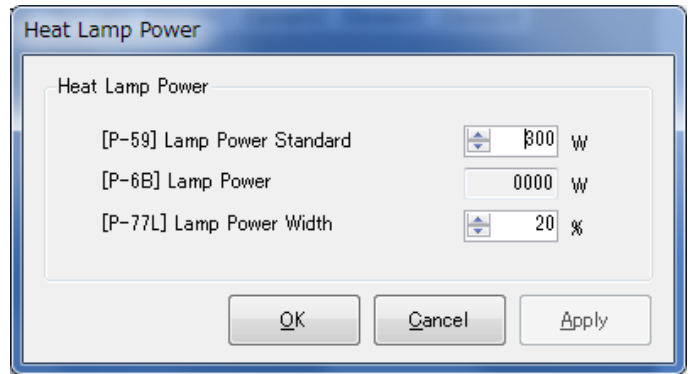 Heat Lamp Power
Heat Lamp Power
[P-59] Lamp Power Standard 300 W
[P-6B] Lamp Power 0000 W
[P-77L] Lamp Power Width 20 %
OK Cancel Apply